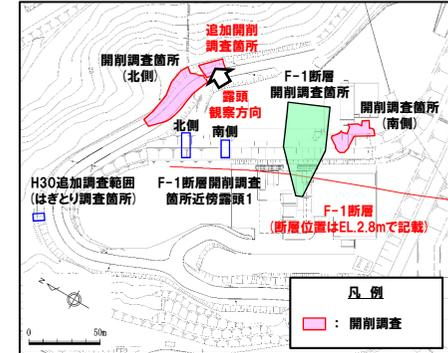 追加開削
調査箇所
開削調査箇所
(北側)
F-1断層
開削調査箇所
露頭
観察方向
開削調査箇所
(南側)
北側
南側
H30追加調査範囲
(はぎとり調査箇所)
F-1断層開削調査
箇所近傍露頭1
F-1断層
(断層位置はEL.2.8mで記載)
N
0
50m
凡 例
: 開削調査